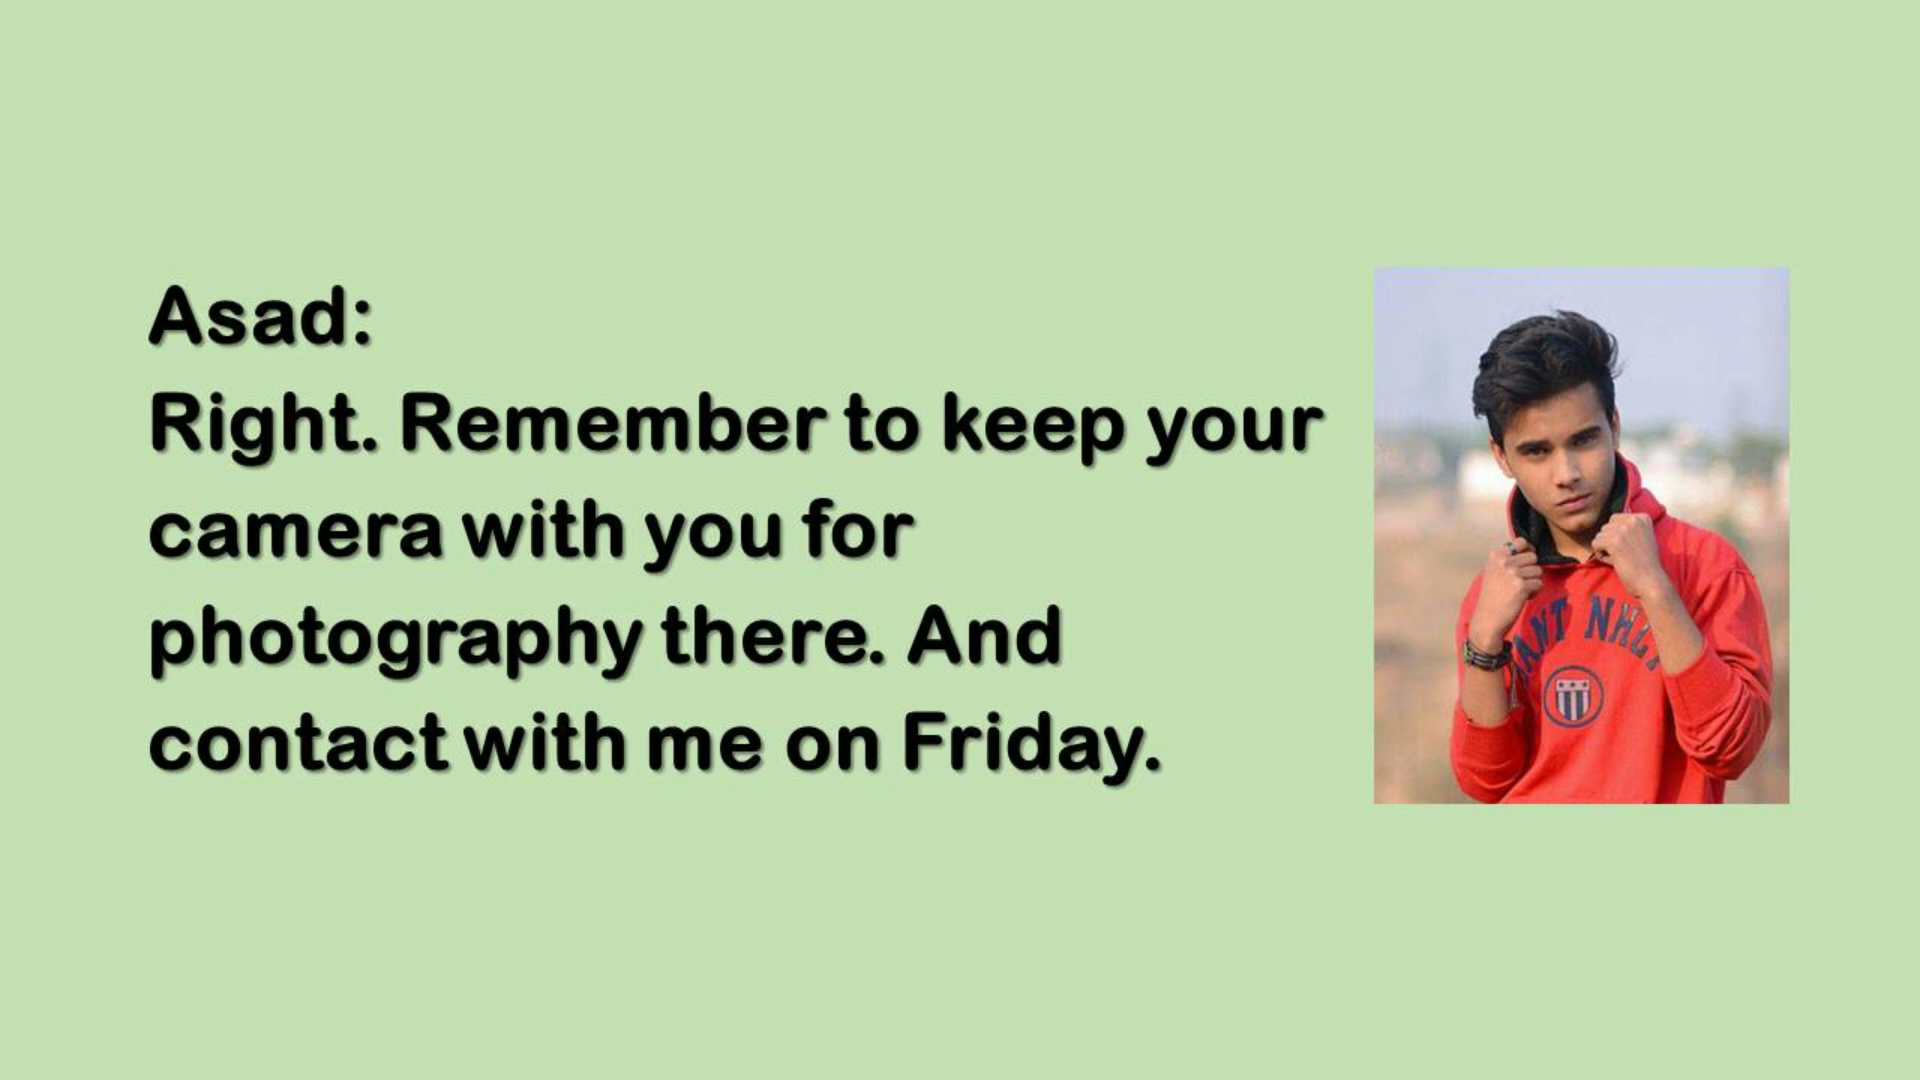 Asad:
Right. Remember to keep your
camera with you for
photography there. And
contact with me on Friday.